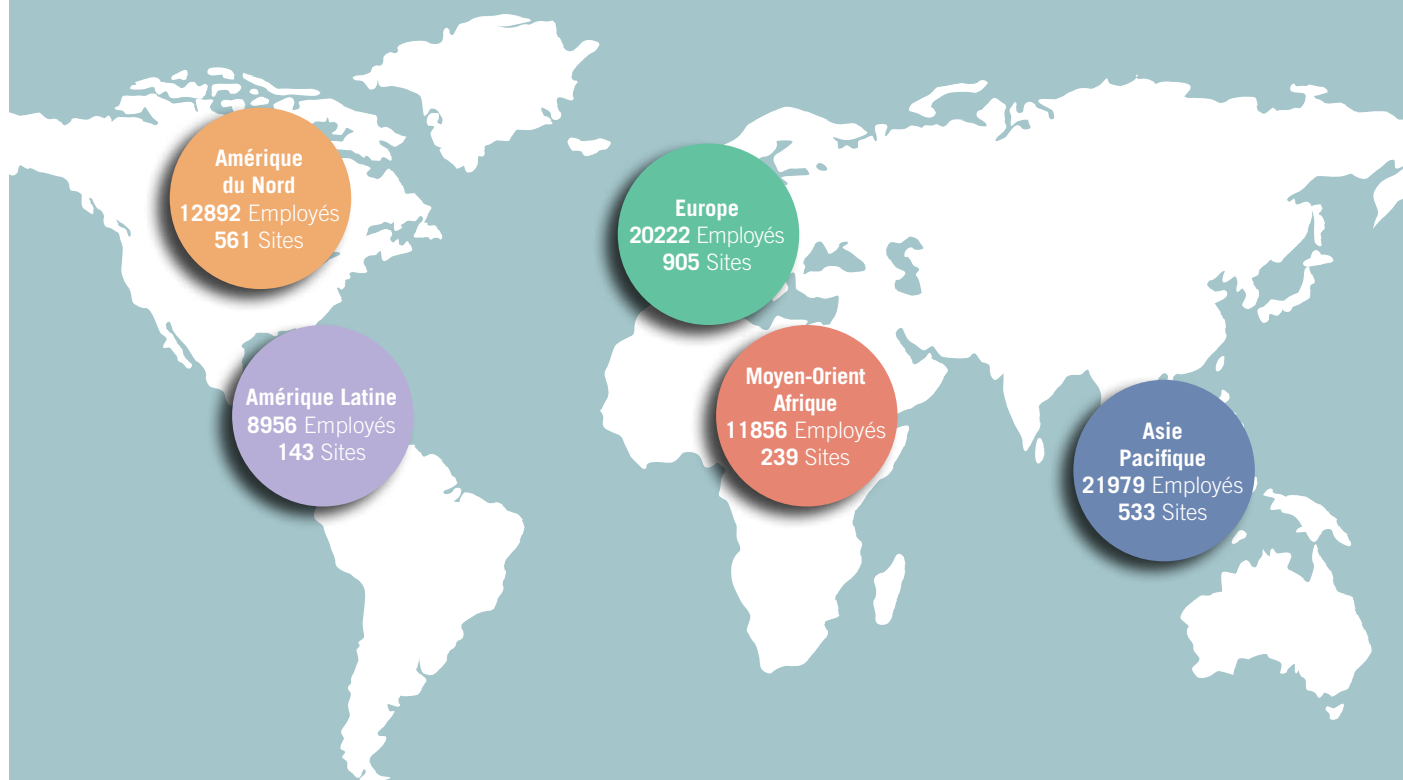 Amérique
du Nord
12892 Employés
561 Sites
Europe
20222 Employés
905 Sites
Amérique Latine
8956 Employés
143 Sites
Moyen-Orient
Afrique
11856 Employés
239 Sites
Asie
Pacifique
21979 Employés
533 Sites